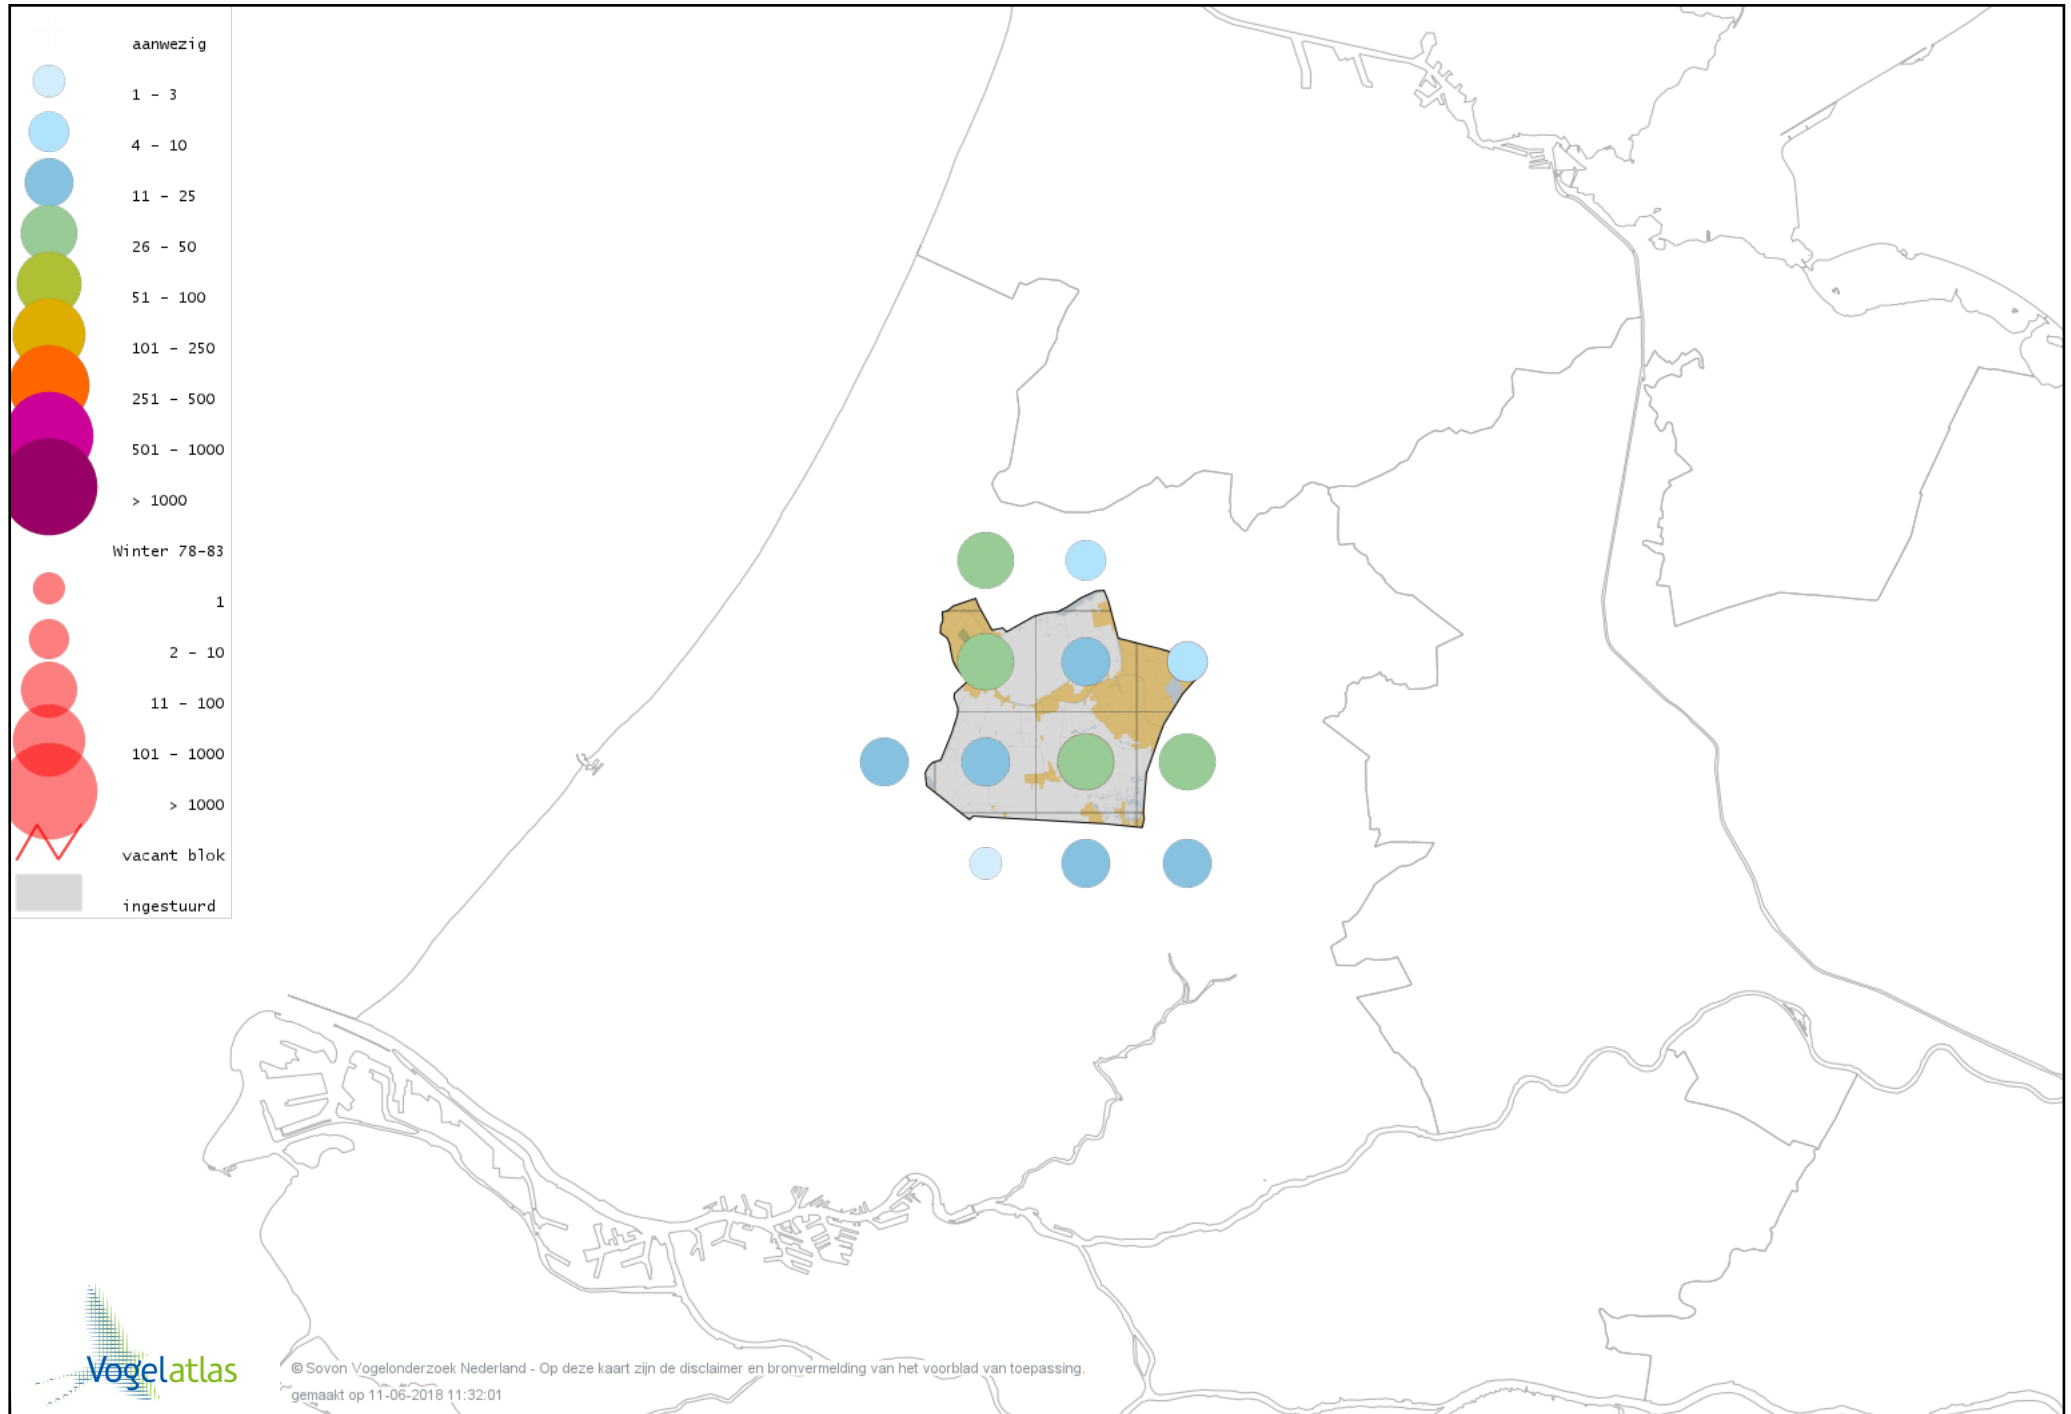 aanwezig
1 - 3
4 - 10
11 - 25
26 - 50
51 - 100
101 - 250
251 - 500
501 - 1000
> 1000
Winter 78-83
1
2 - 10
11 - 100
101 - 1000
> 1000
vacant blok
ingestuurd
Vogelatlas
© Sovon Vogelonderzoek Nederland - Op deze kaart zijn de disclaimer en bronvermelding van het voorblad van toepassing.
gemaakt op 11-06-2018 11:32:01